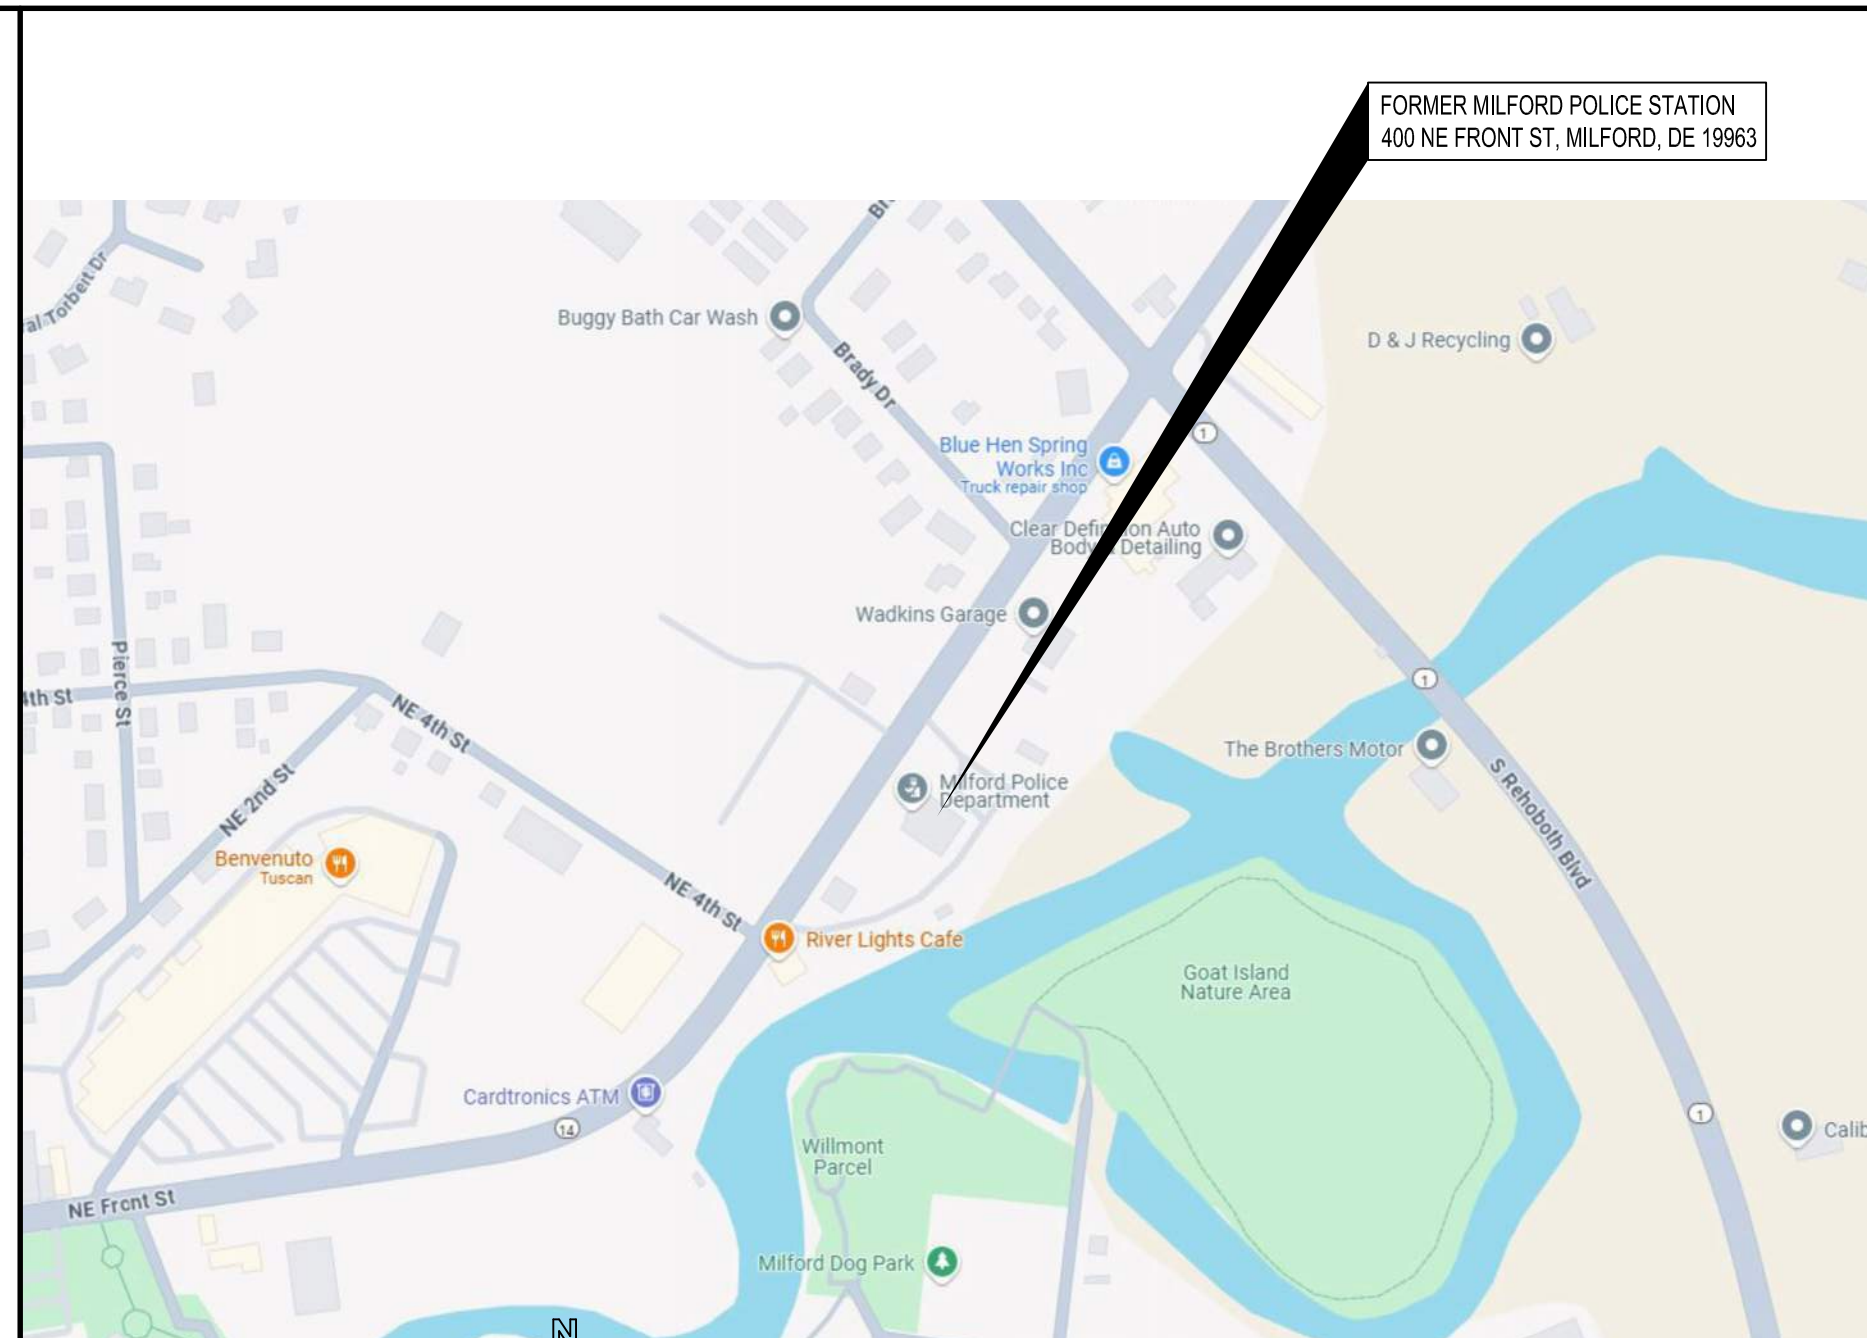 FORMER MILFORD POLICE STATION
400 NE FRONT ST, MILFORD, DE 19963
Buggy Bath Car Wash
Brady Dr
D & J Recycling
1
Blue Hen Spring
Works Inc
Truck repair shop
Clear Auto
Body Detailing
Wadkins Garage
Pierce St
4th St
NE 4th St
1
The Brothers Motor
S Rehoboth Blvd
NE 2nd St
Milford Police
Department
Benvenuto
Tuscan
NE 4th St
River Lights Cafe
Goat Island
Nature Area
Cardtronics ATM
14
1
Willmont
Parcel
NE Front St
Milford Dog Park
N